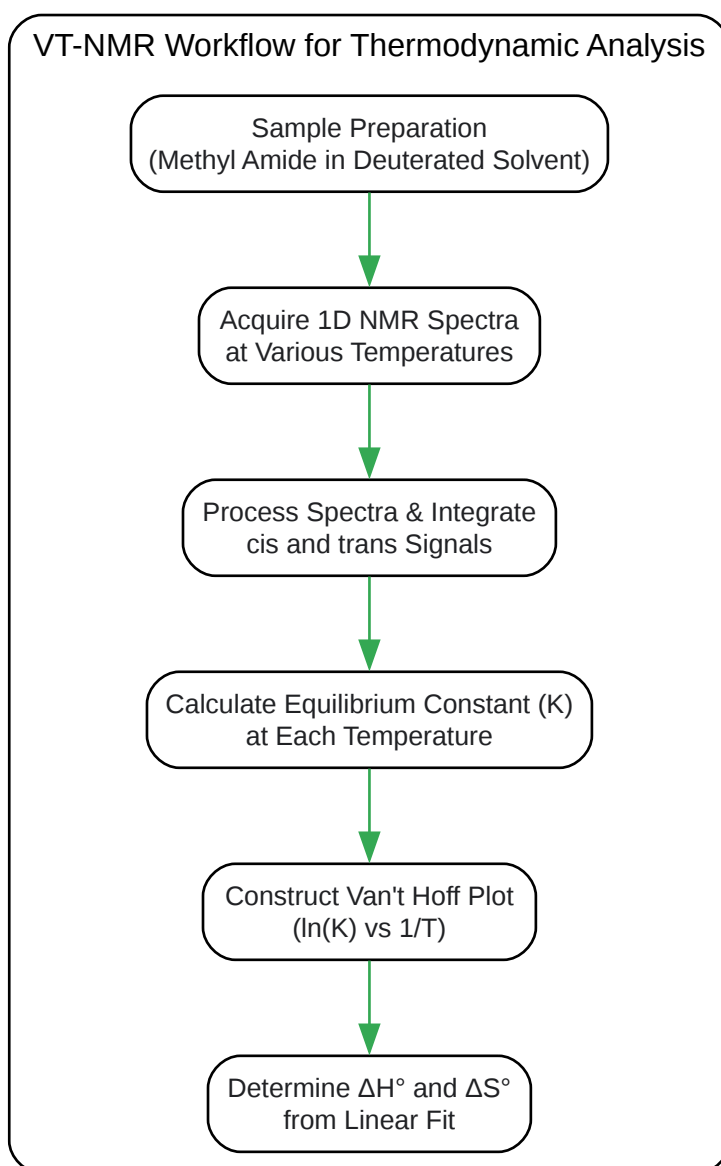 VT-NMR Workflow for Thermodynamic Analysis
Sample Preparation
(Methyl Amide in Deuterated Solvent)
Acquire 1D NMR Spectra
at Various Temperatures
Process Spectra & Integrate
cis and trans Signals
Calculate Equilibrium Constant (K)
at Each Temperature
Construct Van't Hoff Plot
(ln(K) vs 1/T)
Determine ΔH° and ΔS°
from Linear Fit